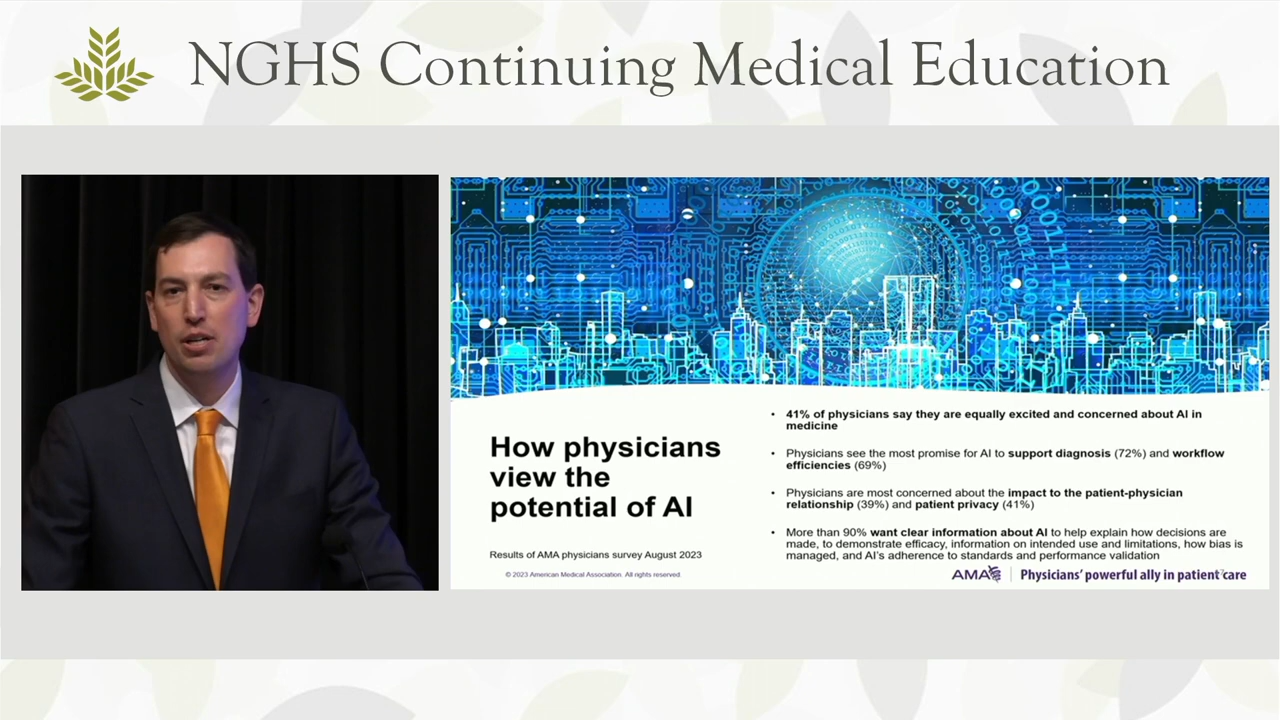 NGHS Continuing Medical Education
How physicians
view the
potential of AI
Results of AMA physicians survey August 2023
© 2023 American Medical Association. All rights reserved.
• 41% of physicians say they are equally excited and concerned about AI in
medicine
• Physicians see the most promise for AI to support diagnosis (72%) and workflow
efficiencies (69%)
• Physicians are most concerned about the impact to the patient-physician
relationship (39%) and patient privacy (41%)
• More than 90% want clear information about AI to help explain how decisions are
made, to demonstrate efficacy, information on intended use and limitations, how bias is
managed, and AI's adherence to standards and performance validation
AMA Physicians' powerful ally in patient care